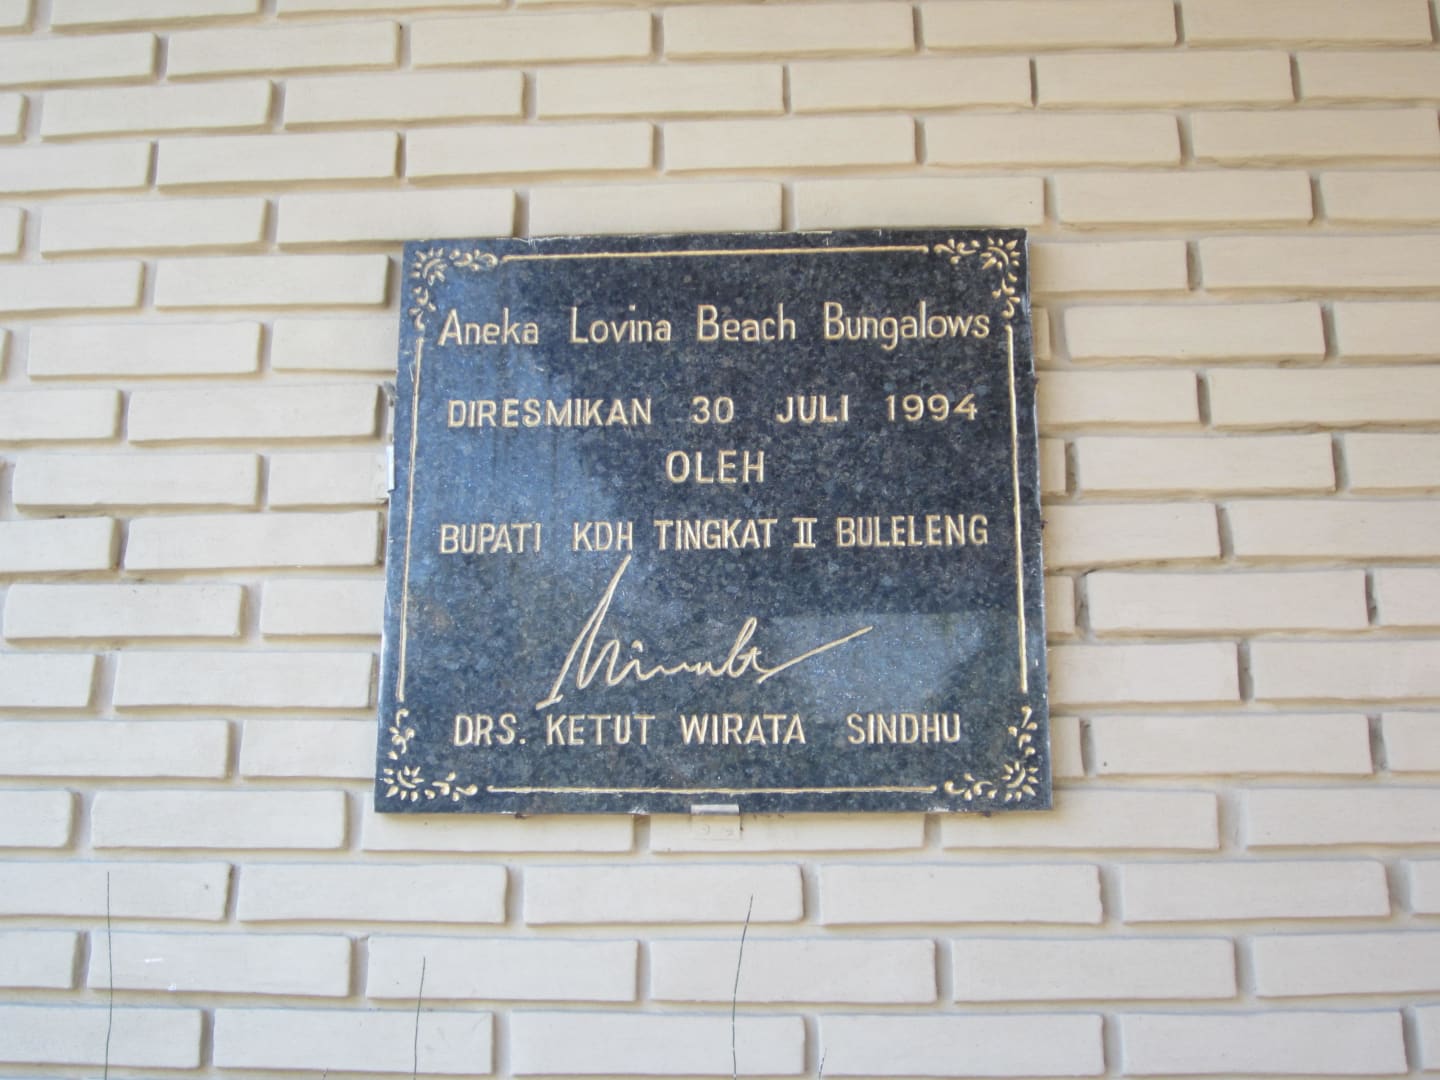 Aneka Lovina Beach Bungalows
DIRESMIKAN 30 JULI 1994
OLEH
BUPATI KDH TINGKAT II BULELENG
DRS. KETUT WIRATA SINDHU